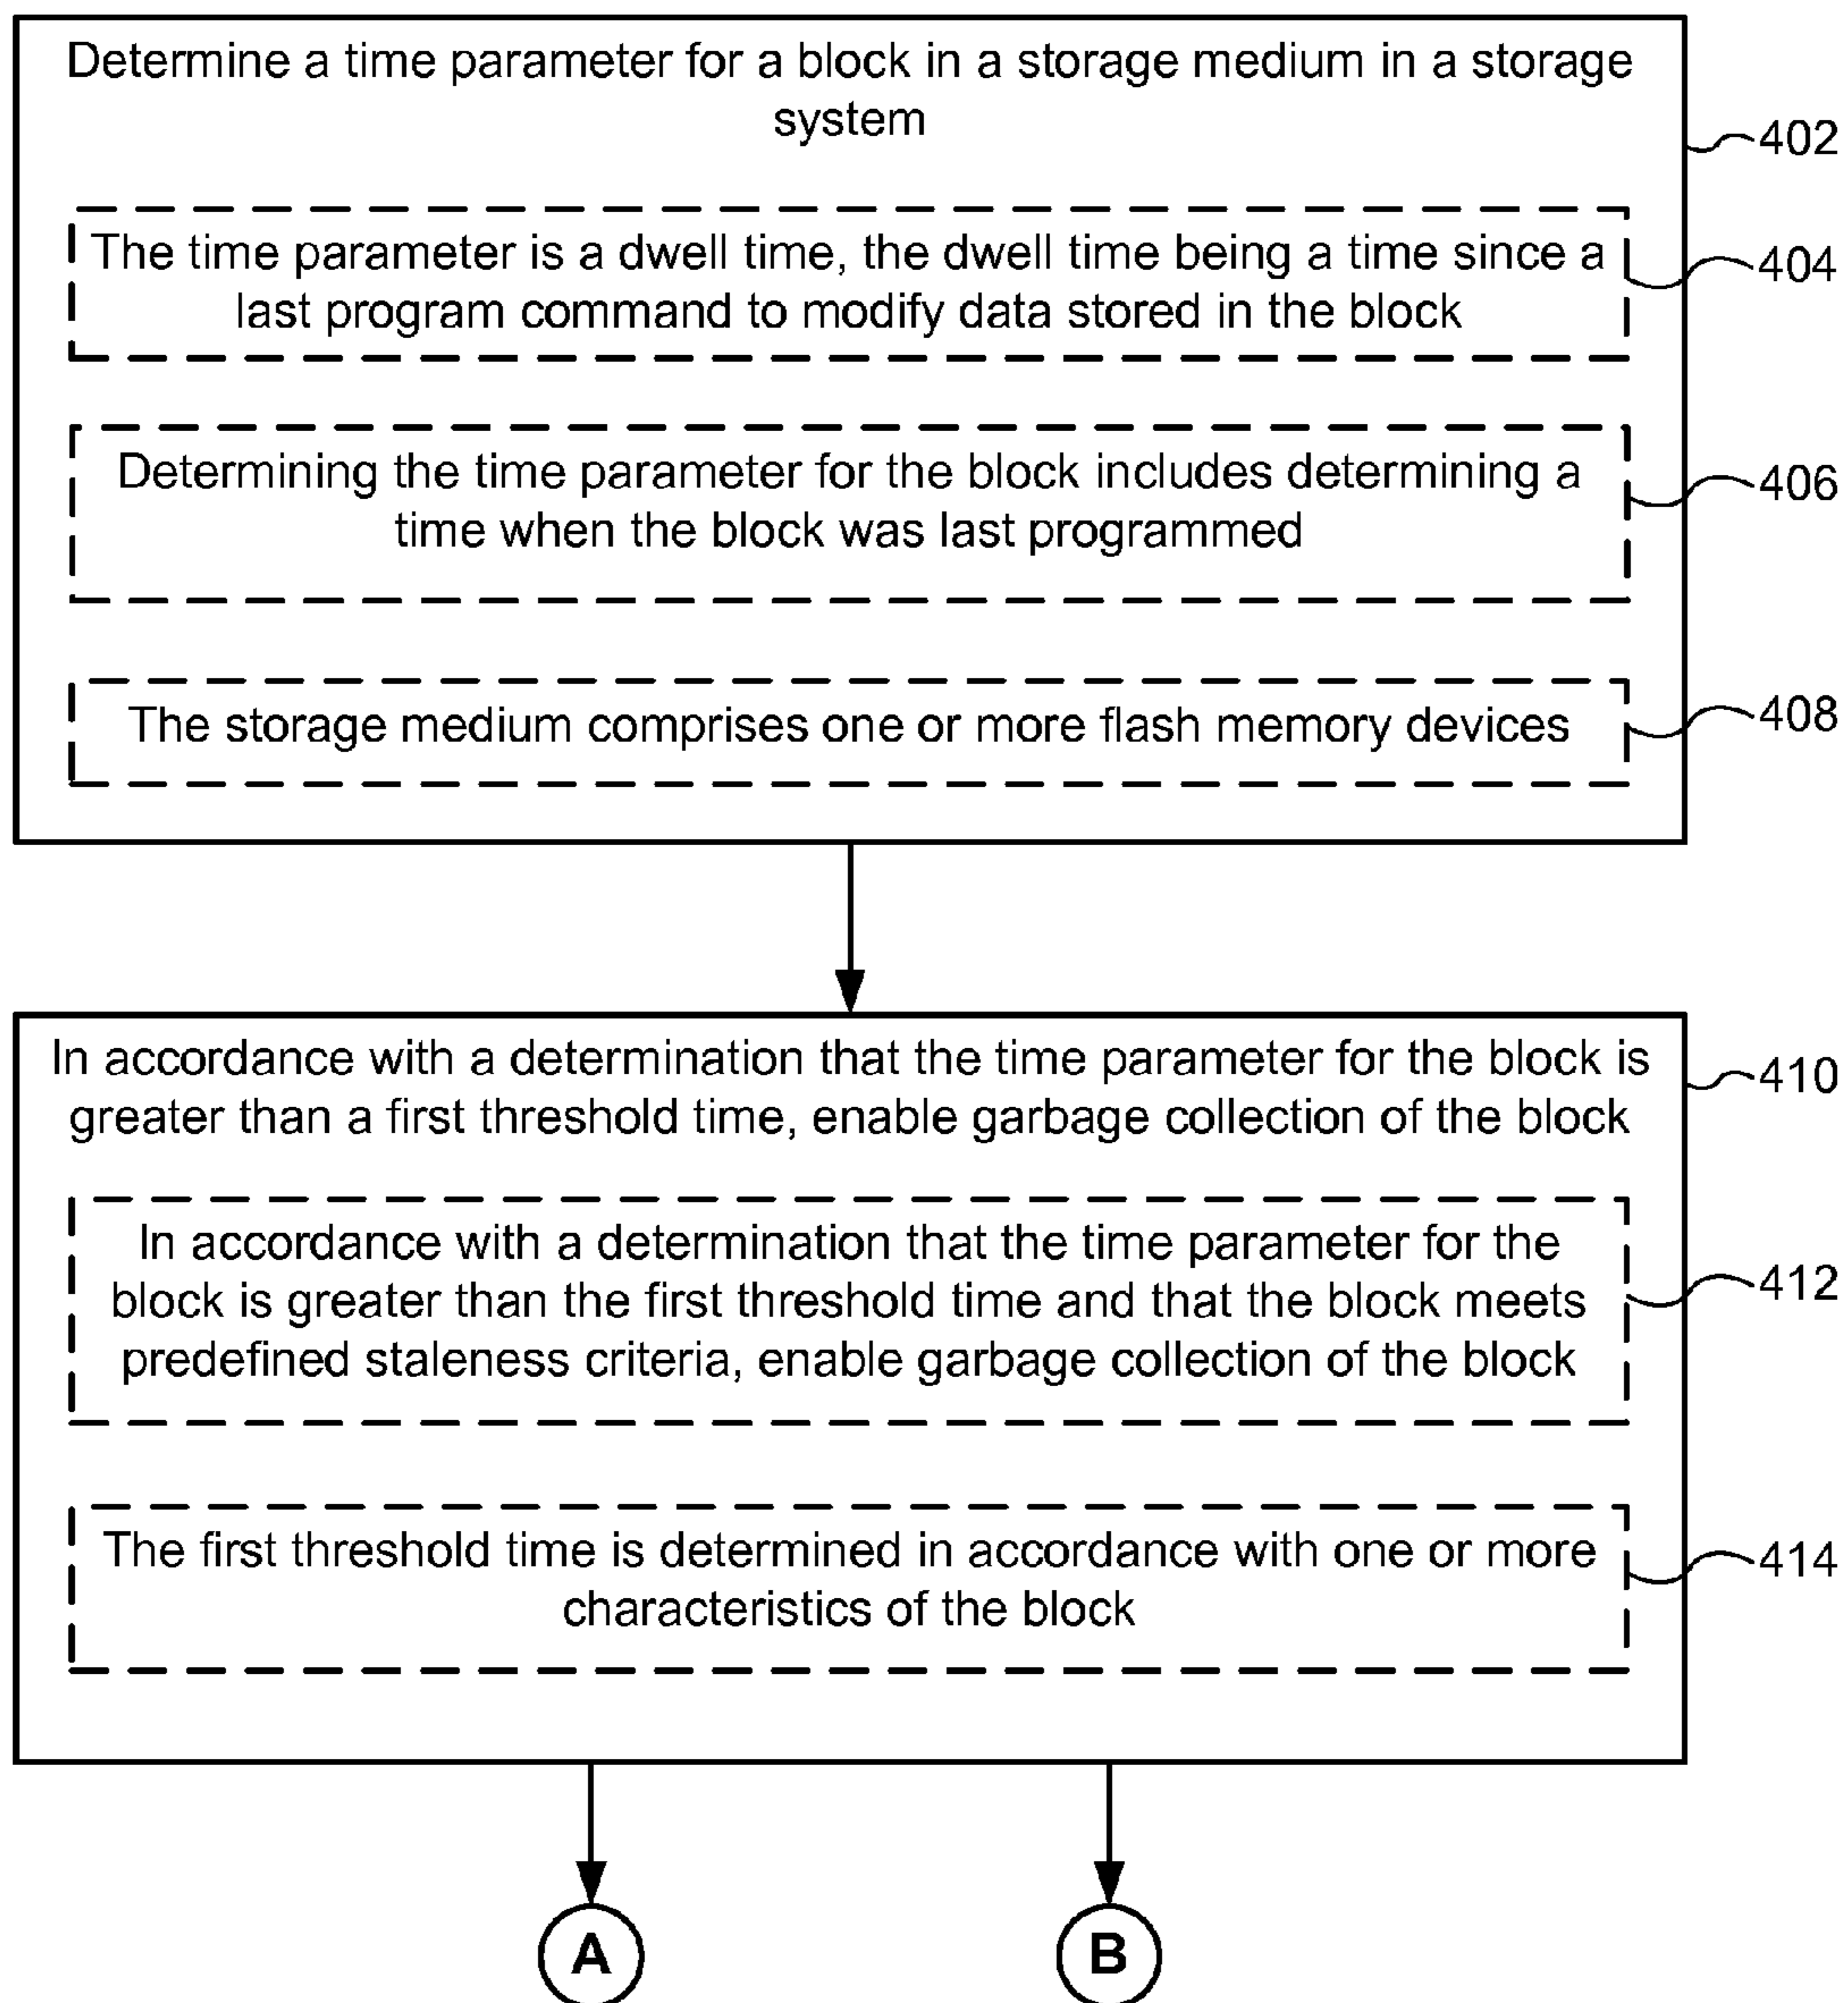 Determine a time parameter for a block in a storage medium in a storage
system
402
The time parameter is a dwell time, the dwell time being a time since a
last program command to modify data stored in the block
404
Determining the time parameter for the block includes determining a
time when the block was last programmed
406
The storage medium comprises one or more flash memory devices
408
In accordance with a determination that the time parameter for the block is
greater than a first threshold time, enable garbage collection of the block
410
In accordance with a determination that the time parameter for the
block is greater than the first threshold time and that the block meets
predefined staleness criteria, enable garbage collection of the block
412
The first threshold time is determined in accordance with one or more
characteristics of the block
414
A
B